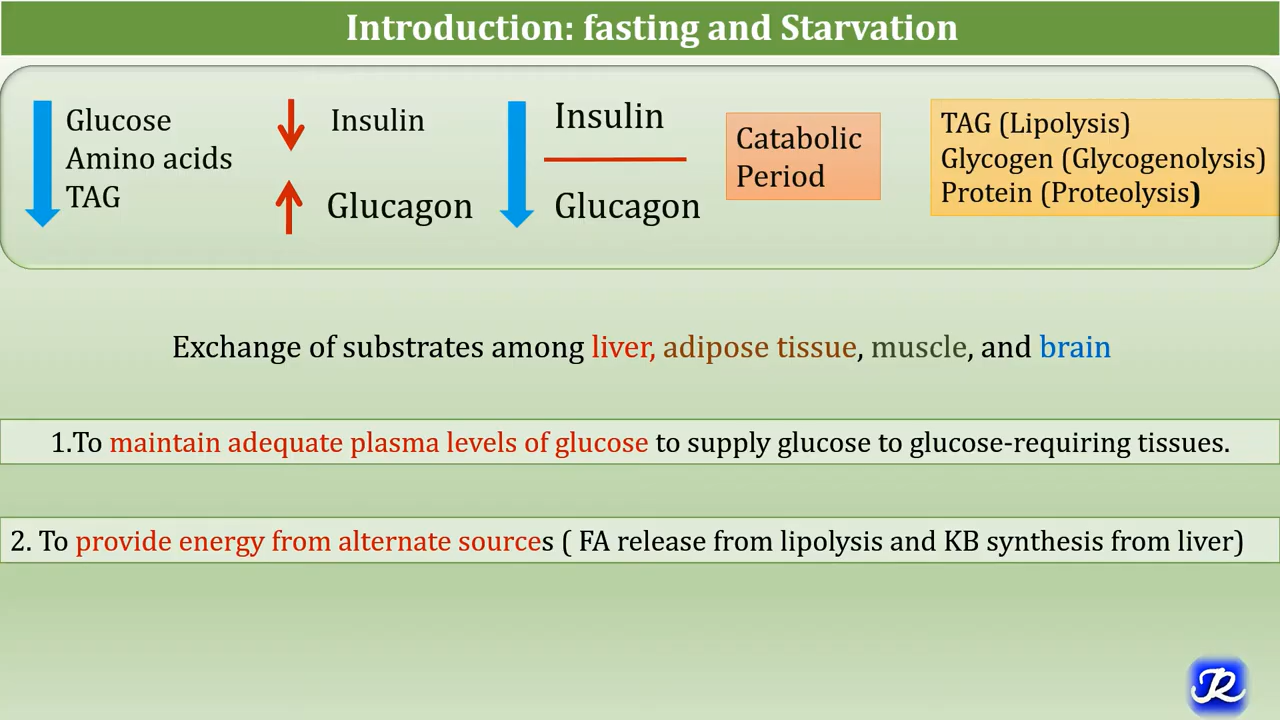 Introduction: fasting and Starvation
Glucose
Amino acids
TAG
Insulin
Glucagon
Insulin
Glucagon
Catabolic
Period
TAG (Lipolysis)
Glycogen (Glycogenolysis)
Protein (Proteolysis)
Exchange of substrates among liver, adipose tissue, muscle, and brain
1.To maintain adequate plasma levels of glucose to supply glucose to glucose-requiring tissues.
2. To provide energy from alternate sources ( FA release from lipolysis and KB synthesis from liver)
JR